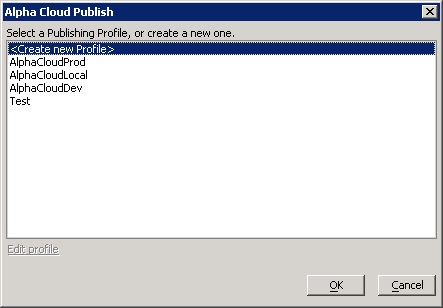 Alpha Cloud Publish
Select a Publishing Profile, or create a new one.
<Create new Profile>
AlphaCloudProd
AlphaCloudLocal
AlphaCloudDev
Test
Edit profile
OK
Cancel